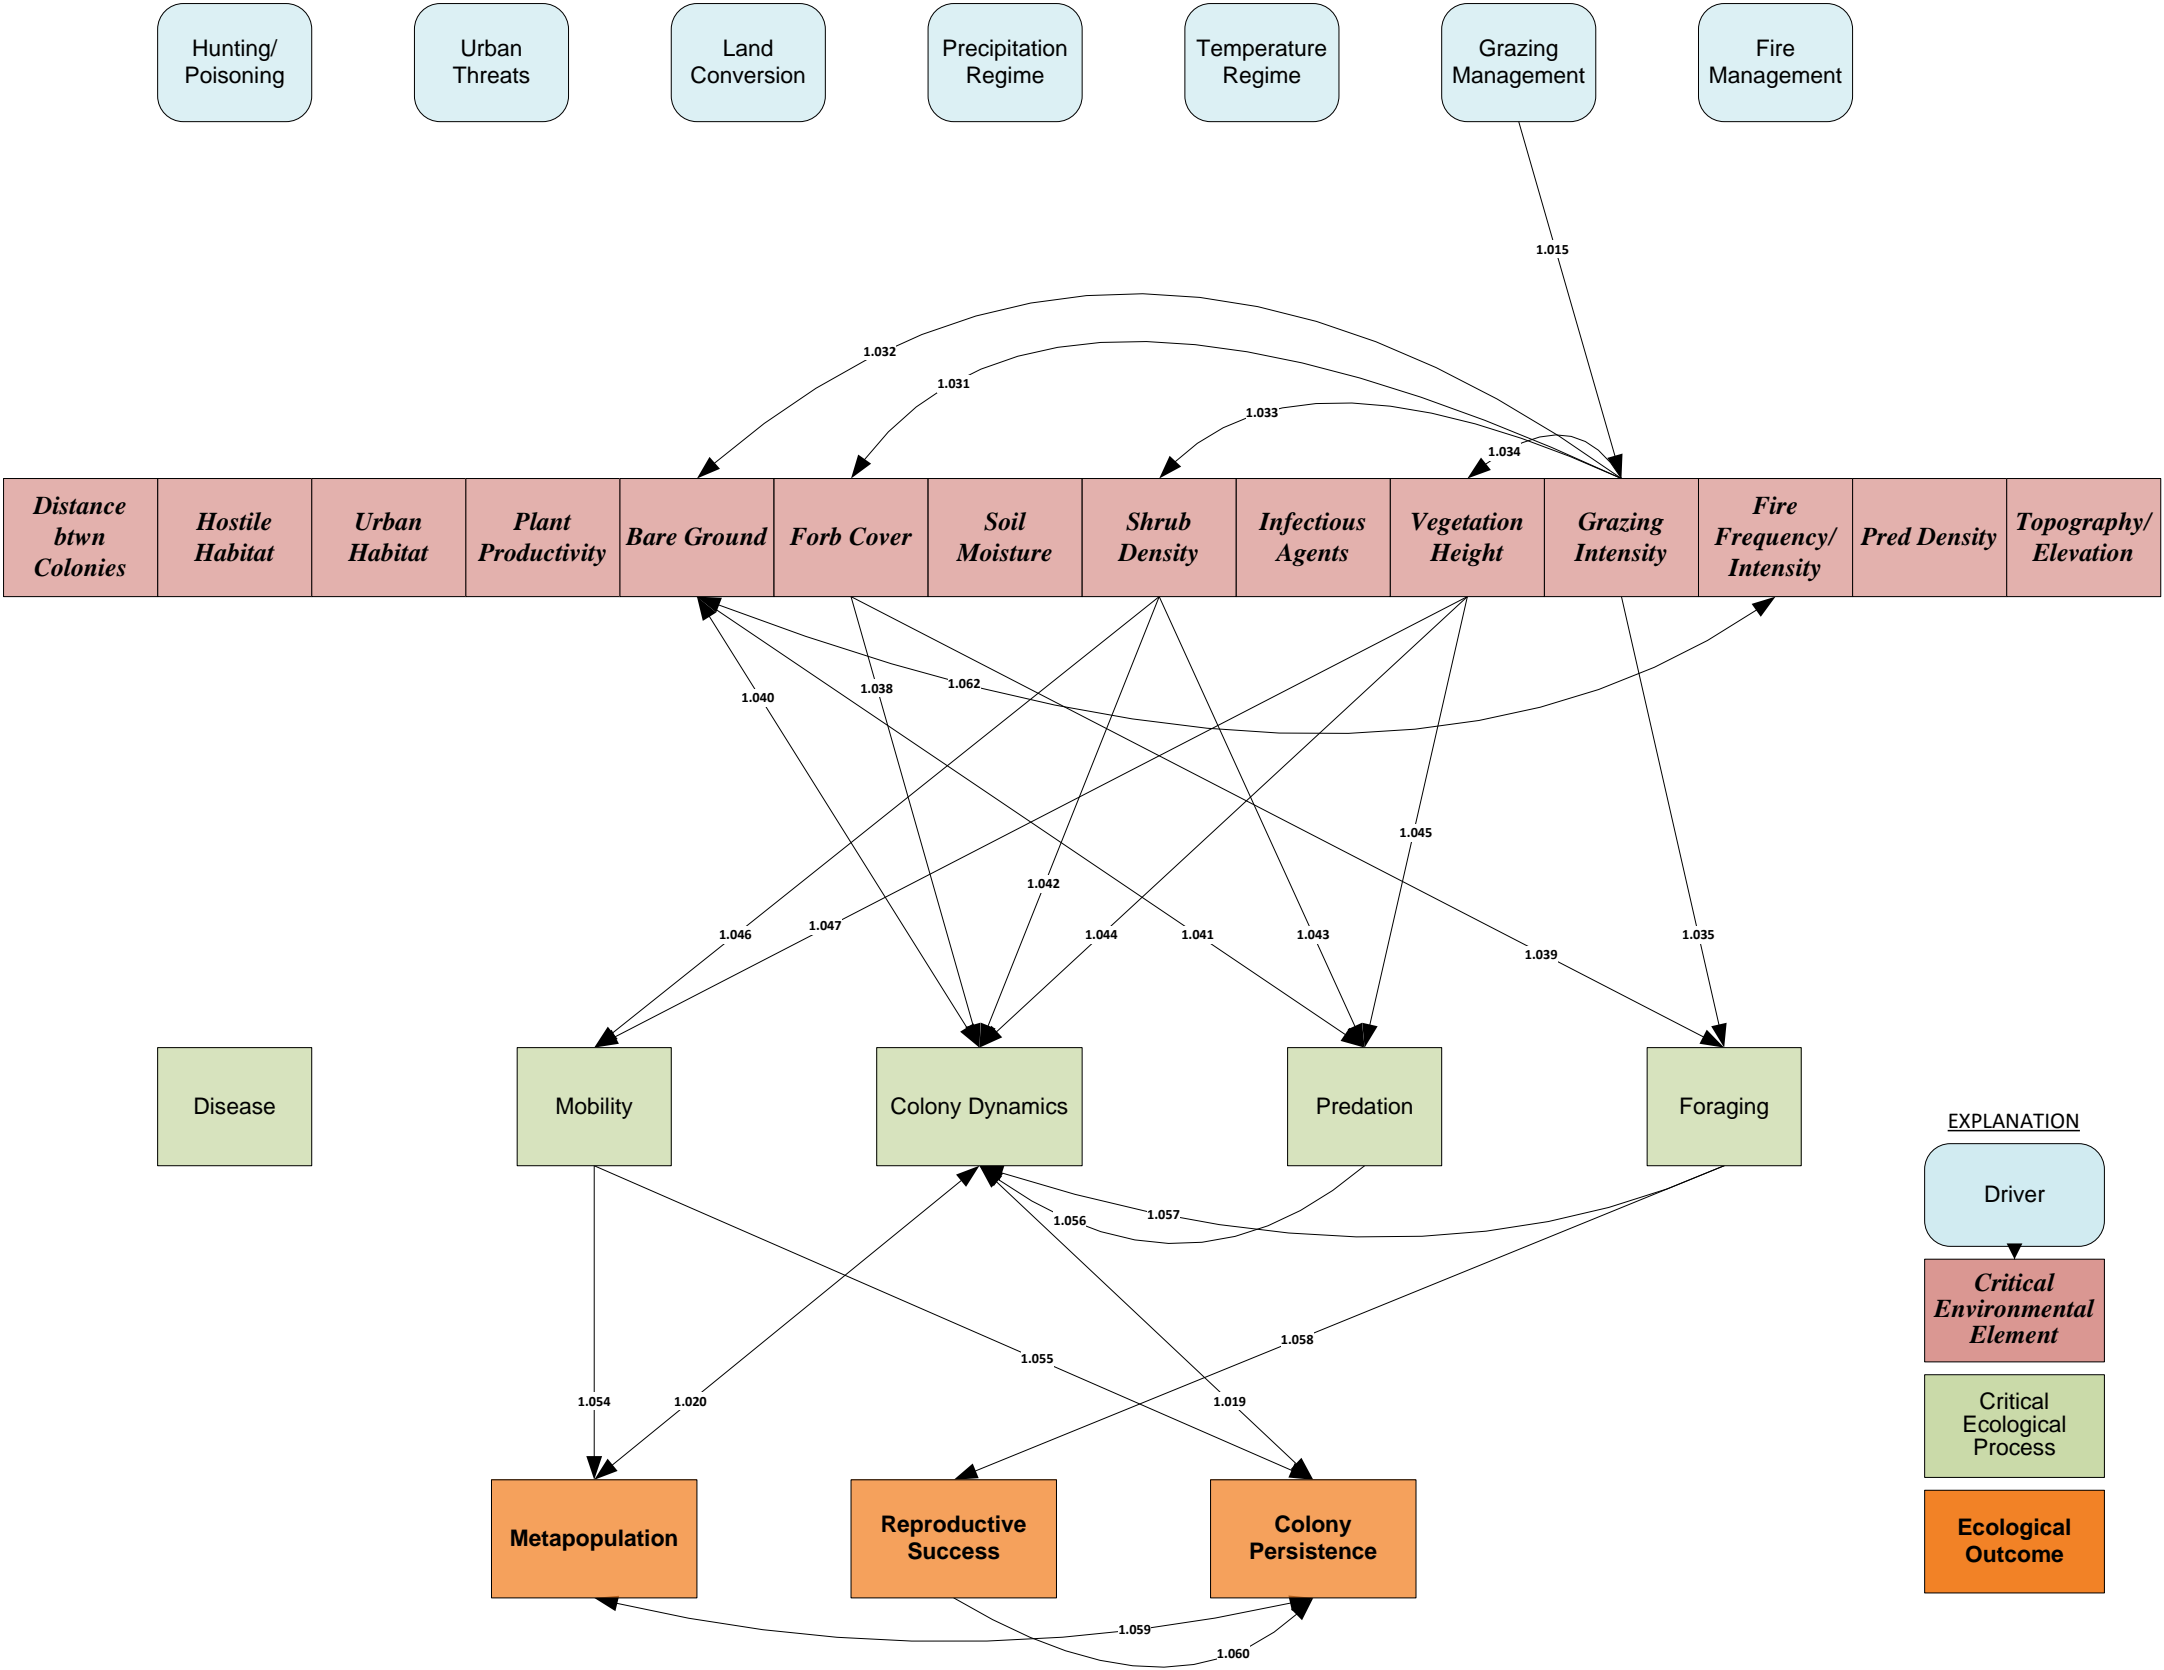 Hunting/
Poisoning
Urban
Threats
Land
Conversion
Precipitation
Regime
Temperature
Regime
Grazing
Management
Fire
Management
1.015
1.032
1.031
1.033
1.034
Distance
btwn
Colonies
Hostile
Habitat
Urban
Habitat
Plant
Productivity
Bare Ground
Forb Cover
Soil
Moisture
Shrub
Density
Infectious
Agents
Vegetation
Height
Grazing
Intensity
Fire
Frequency/
Intensity
Pred Density
Topography/
Elevation
1.040
1.038
1.062
1.045
1.042
1.046
1.047
1.044
1.041
1.043
1.039
1.035
Disease
Mobility
Colony Dynamics
Predation
Foraging
1.056
1.057
1.058
1.055
1.054
1.020
1.019
Metapopulation
Reproductive
Success
Colony
Persistence
1.059
1.060
EXPLANATION
Driver
Critical
Environmental
Element
Critical
Ecological
Process
Ecological
Outcome